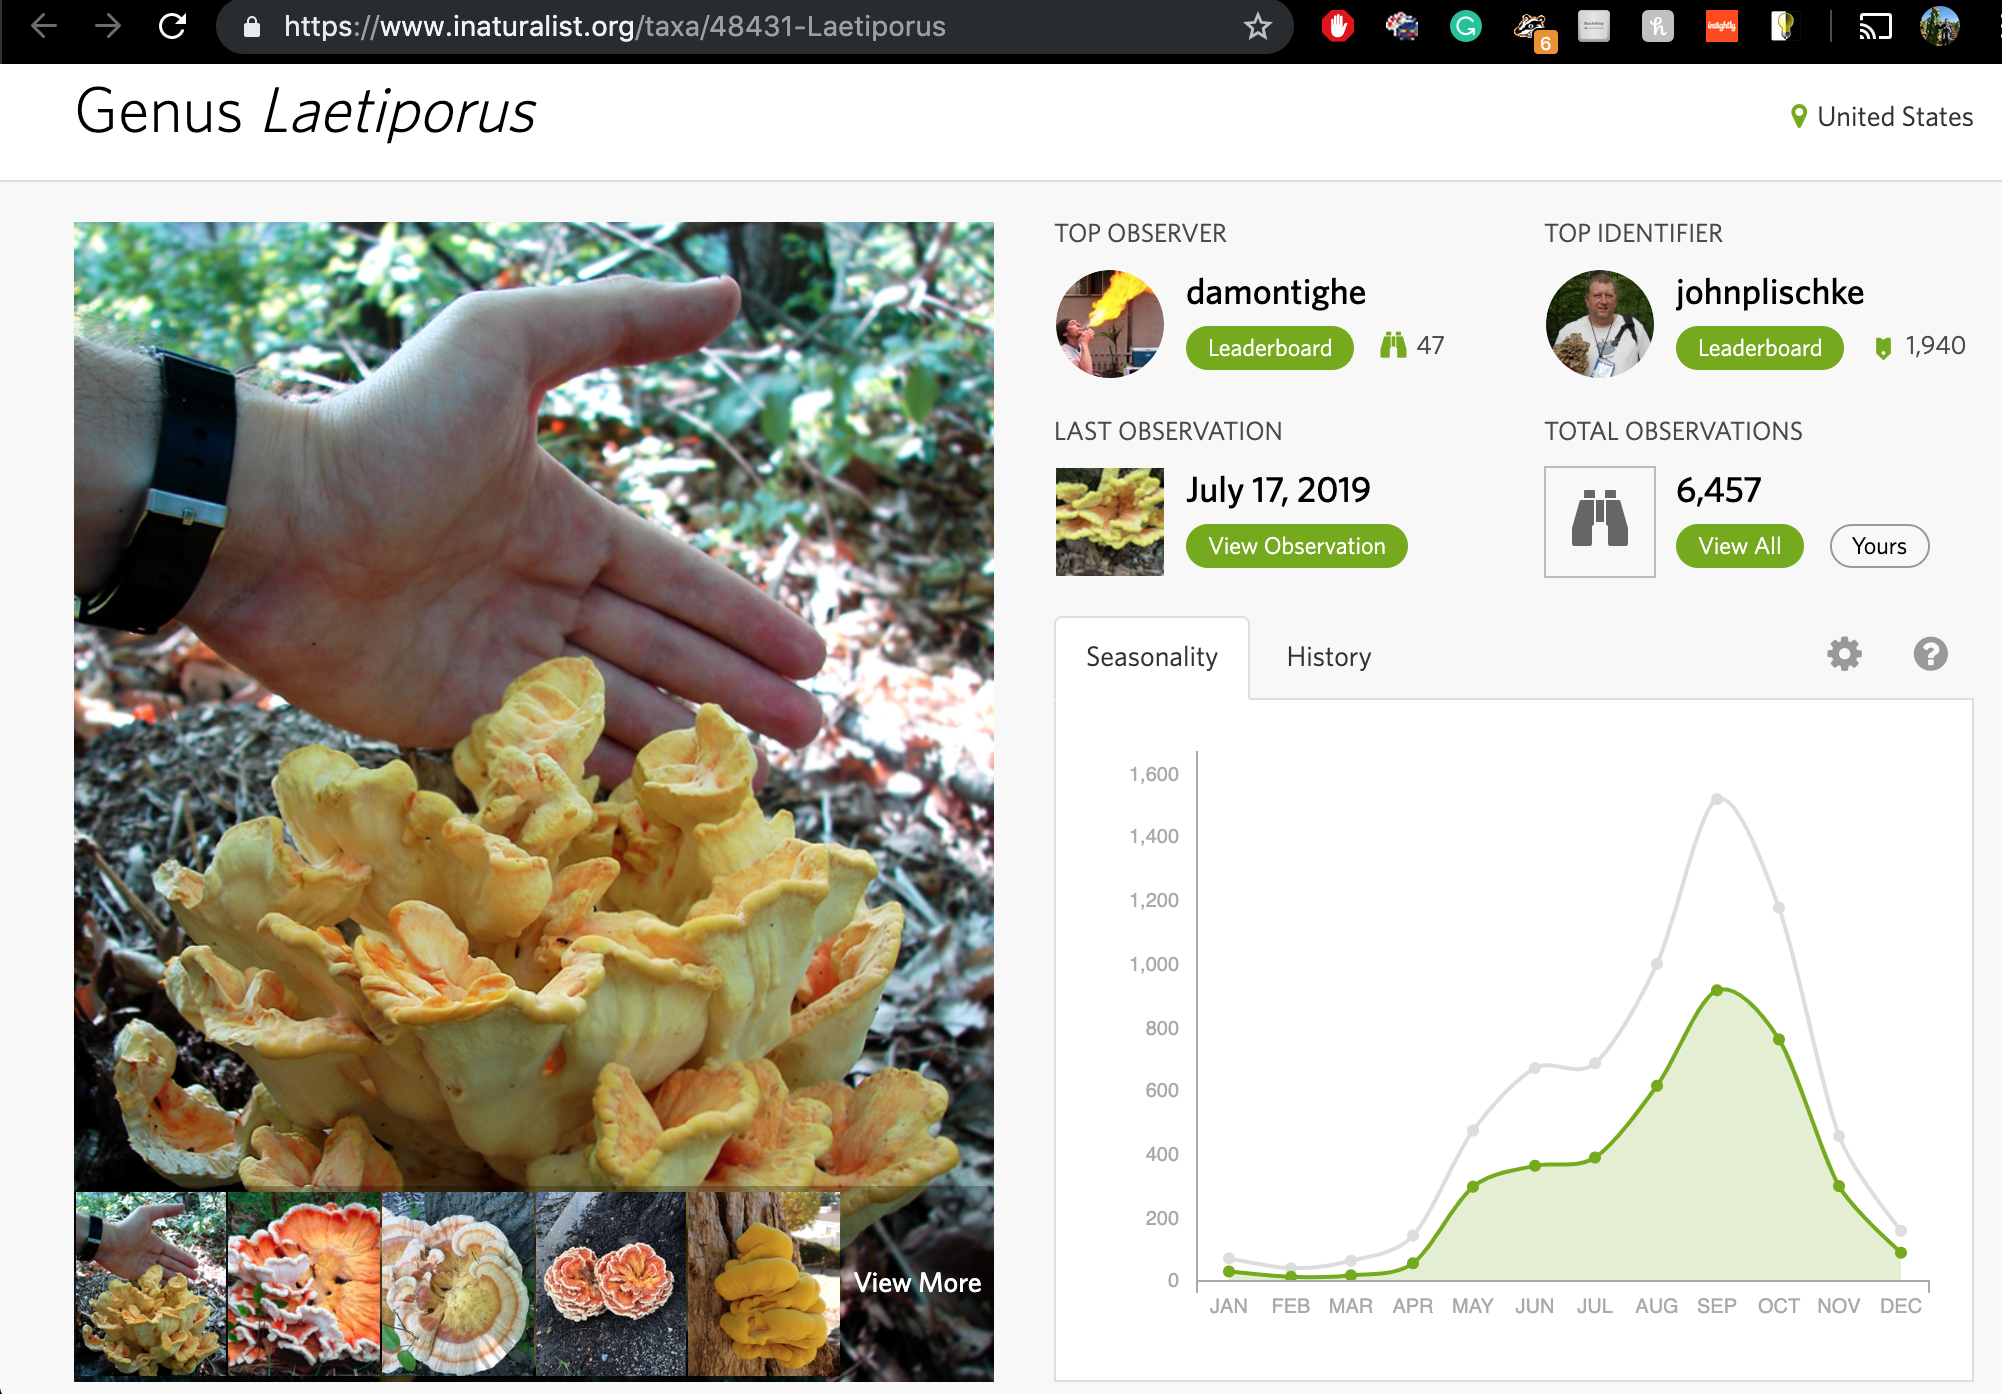 https://www.inaturalist.org/taxa/48431-Laetiporus
6
Genus Laetiporus
United States
TOP OBSERVER
damontighe
Leaderboard
47
TOP IDENTIFIER
johnplischke
Leaderboard
1,940
LAST OBSERVATION
July 17, 2019
View Observation
TOTAL OBSERVATIONS
6,457
View All
Yours
Seasonality
History
1,600
1,400
1,200
1,000
800
600
400
200
0
JAN FEB MAR APR MAY JUN JUL AUG SEP OCT NOV DEC
View More